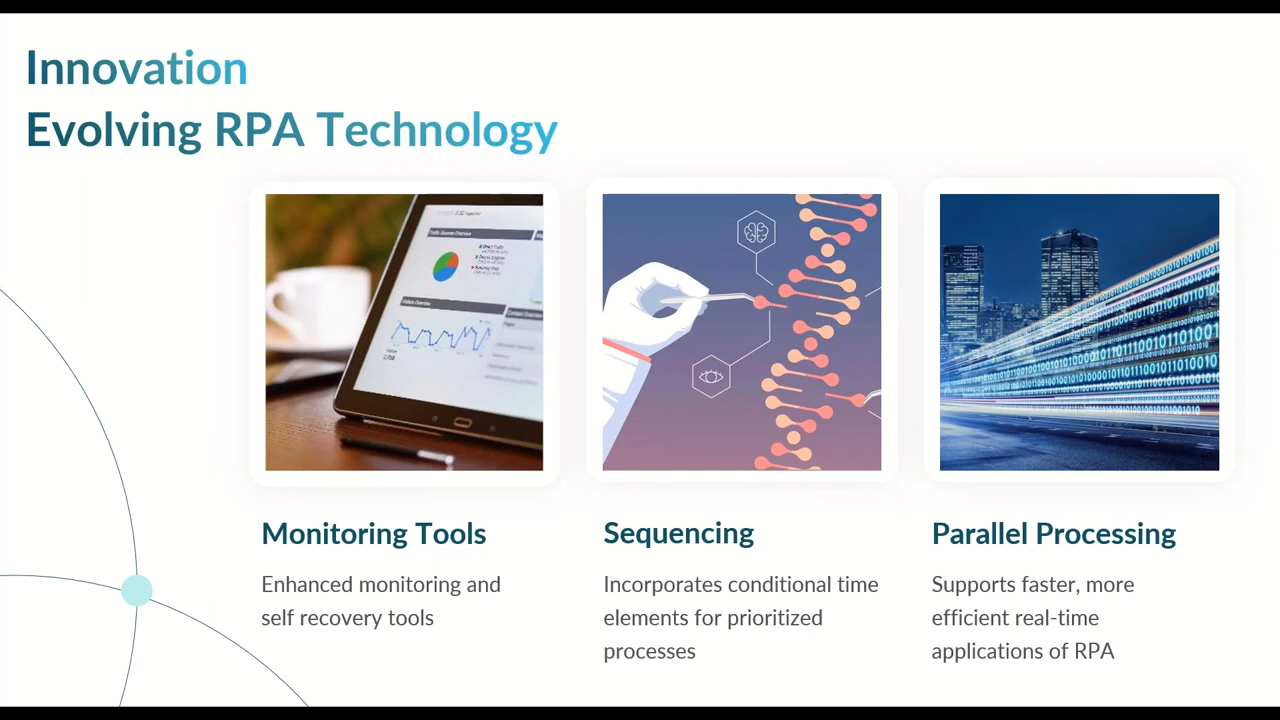 Innovation
Evolving RPA Technology
Monitoring Tools
Enhanced monitoring and
self recovery tools
Sequencing
Incorporates conditional time
elements for prioritized
processes
Parallel Processing
Supports faster, more
efficient real-time
applications of RPA